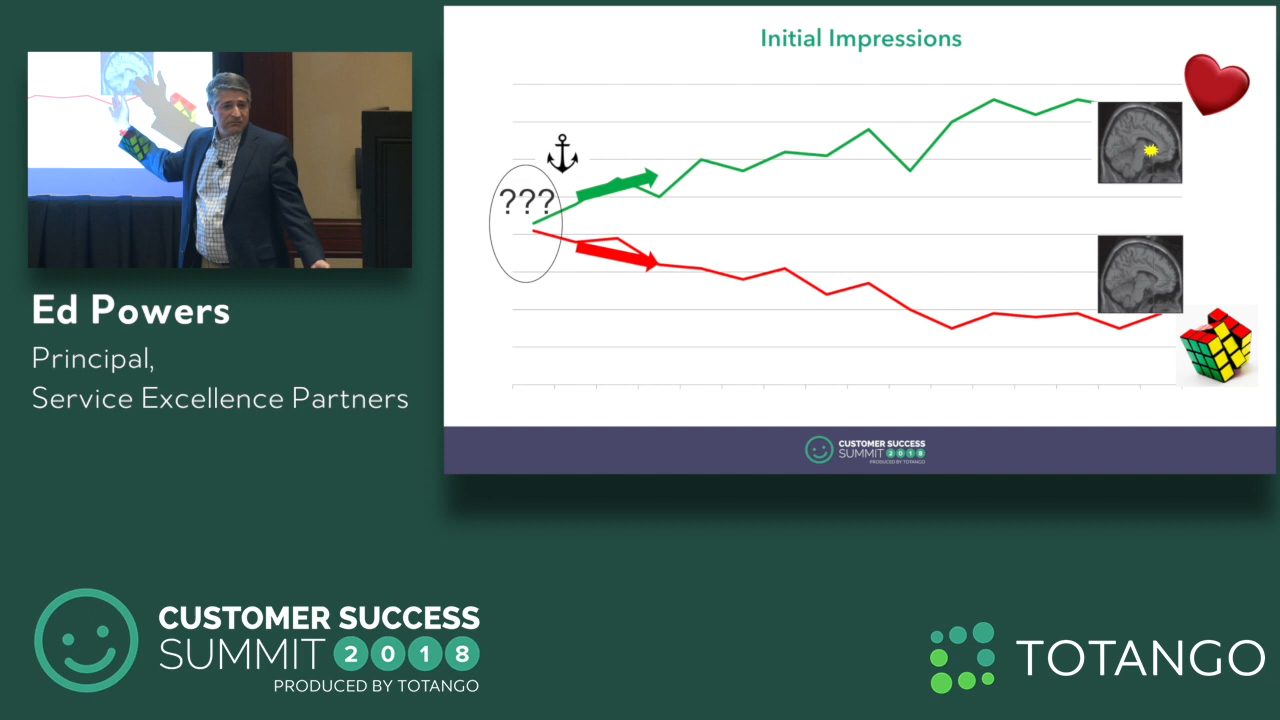 Initial Impressions
???
CUSTOMER SUCCESS
SUMMIT 2018
PRODUCED BY TOTANGO
Ed Powers
Principal,
Service Excellence Partners
CUSTOMER SUCCESS
SUMMIT 2018
PRODUCED BY TOTANGO
TOTANGO